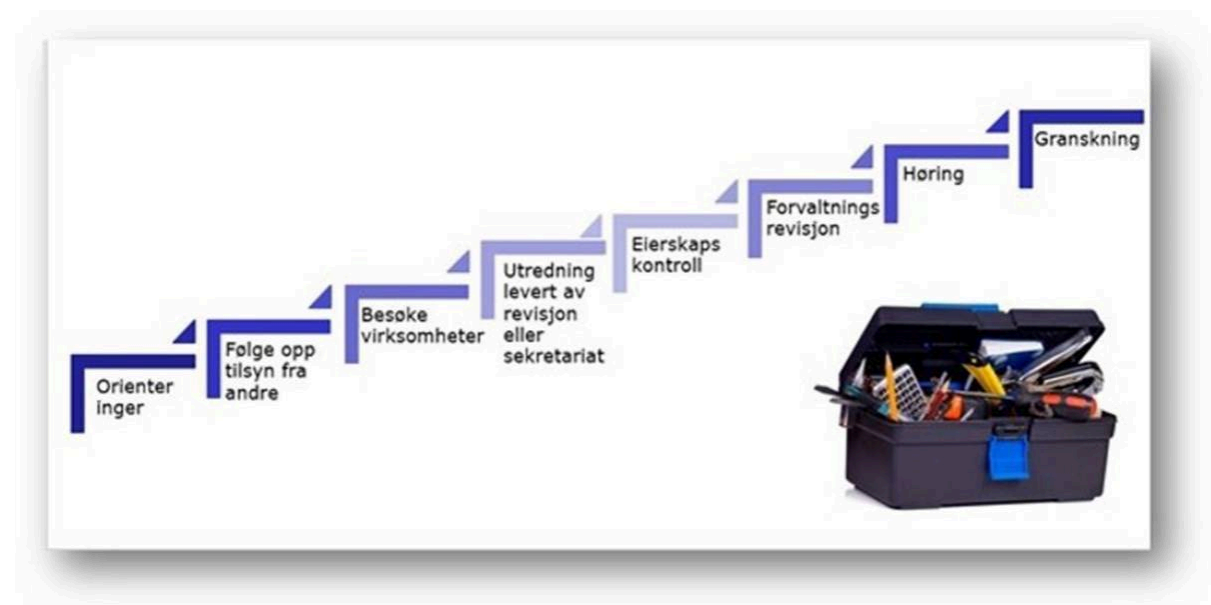 Orienter
inger
Følge opp
tilsyn fra
andre
Besøke
virksomheter
Utredning
levert av
revisjon
eller
sekretariat
Eierskaps
kontroll
Forvaltnings
revisjon
Høring
Granskning